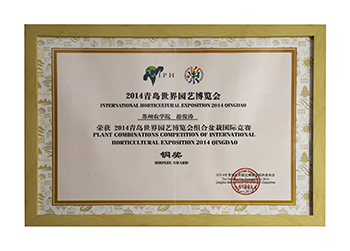 IPH
2014青岛世界园艺博览会
INTERNATIONAL HORTICULTURAL EXPOSITION 2014 QINGDAO
苏州农学院
荣获 2014青岛世界园艺博览会组合盆栽国际竞赛
PLANT COMBINATIONS COMPETITION OF INTERNATIONAL
HORTICULTURAL EXPOSITION 2014 QINGDAO
铜奖
BRONZE AWARD